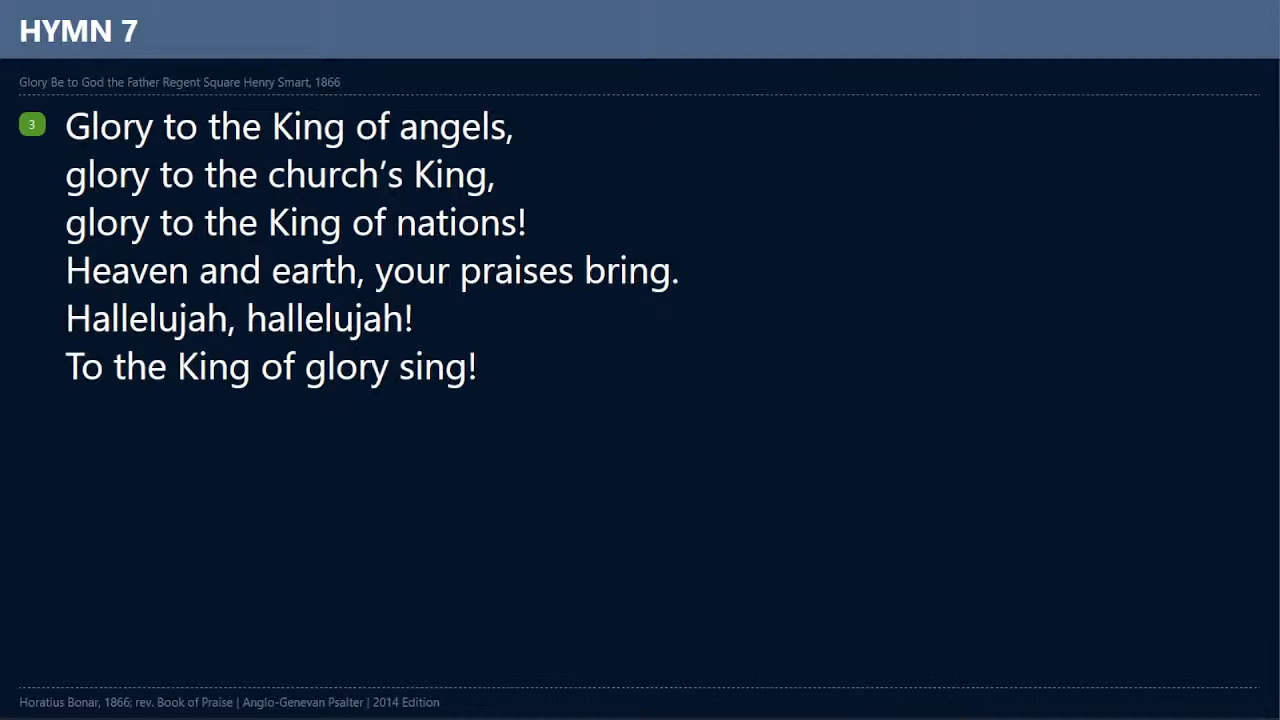 HYMN 7
Glory Be to God the Father Regent Square Henry Smart, 1866
3 Glory to the King of angels,
glory to the church’s King,
glory to the King of nations!
Heaven and earth, your praises bring.
Hallelujah, hallelujah!
To the King of glory sing!
Horatius Bonar, 1866; rev. Book of Praise | Anglo-Genevan Psalter | 2014 Edition